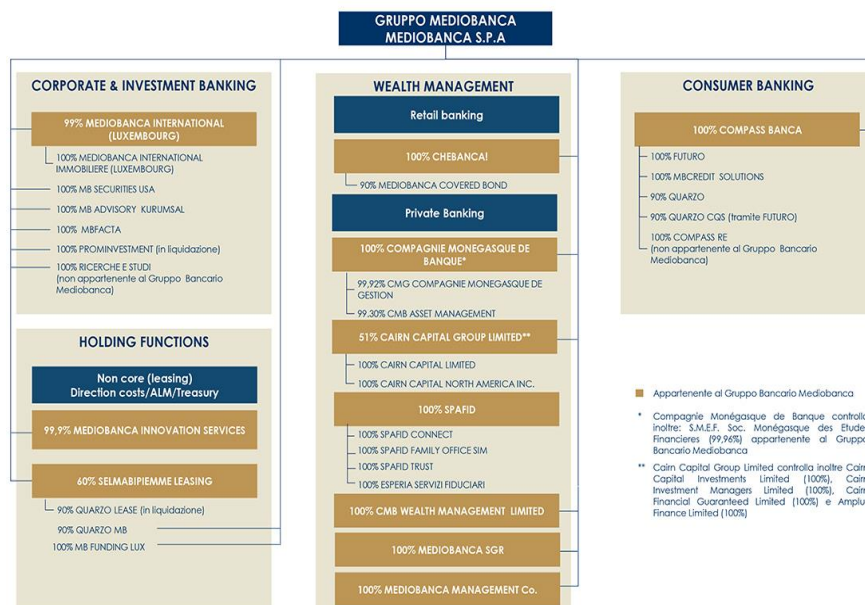 GRUPPO MEDIOBANCA
MEDIOBANCA S.P.A
CORPORATE & INVESTMENT BANKING
99% MEDIOBANCA INTERNATIONAL
(LUXEMBOURG)
100% MEDIOBANCA INTERNATIONAL
IMMOBILIERE (LUXEMBOURG)
100% MB SECURITIES USA
100% MB ADVISORY KURUMSAL
100% MBFACTA
100% PROMINVESTMENT (in liquidazione)
100% RICERCHE E STUDI
(non appartenente al Gruppo Bancario
Mediobanca)
HOLDING FUNCTIONS
Non core (leasing)
Direction costs/ALM/Treasury
99,9% MEDIOBANCA INNOVATION SERVICES
60% SELMABIPIEMME LEASING
90% QUARZO LEASE (in liquidazione)
90% QUARZO MB
100% MB FUNDING LUX
WEALTH MANAGEMENT
Retail banking
100% CHEBANCA!
90% MEDIOBANCA COVERED BOND
Private Banking
100% COMPAGNIE MONEGASQUE DE
BANQUE*
99,92% CMG COMPAGNIE MONEGASQUE DE
GESTION
99,30% CMB ASSET MANAGEMENT
51% CAIRN CAPITAL GROUP LIMITED**
100% CAIRN CAPITAL LIMITED
100% CAIRN CAPITAL NORTH AMERICA INC.
100% SPAFID
100% SPAFID CONNECT
100% SPAFID FAMILY OFFICE SIM
100% SPAFID TRUST
100% ESPERIA SERVIZI FIDUCIARI
100% CMB WEALTH MANAGEMENT LIMITED
100% MEDIOBANCA SGR
100% MEDIOBANCA MANAGEMENT Co.
CONSUMER BANKING
100% COMPASS BANCA
100% FUTURO
100% MBCREDIT SOLUTIONS
90% QUARZO
90% QUARZO CQS (tramite FUTURO)
100% COMPASS RE
(non appartenente al Gruppo Bancario
Mediobanca)
Appartenente al Gruppo Bancario Mediobanca
* Compagnie Monégasque de Banque controlla
inoltre: S.M.E.F. Soc. Monégasque des Etudes
Financieres (99,96%) appartenente al Gruppo
Bancario Mediobanca
** Cairn Capital Group Limited controlla inoltre Cairn
Capital Investments Limited (100%), Cairn
Investment Managers Limited (100%), Cairn
Financial Guaranteed Limited (100%) e Amplus
Finance Limited (100%)